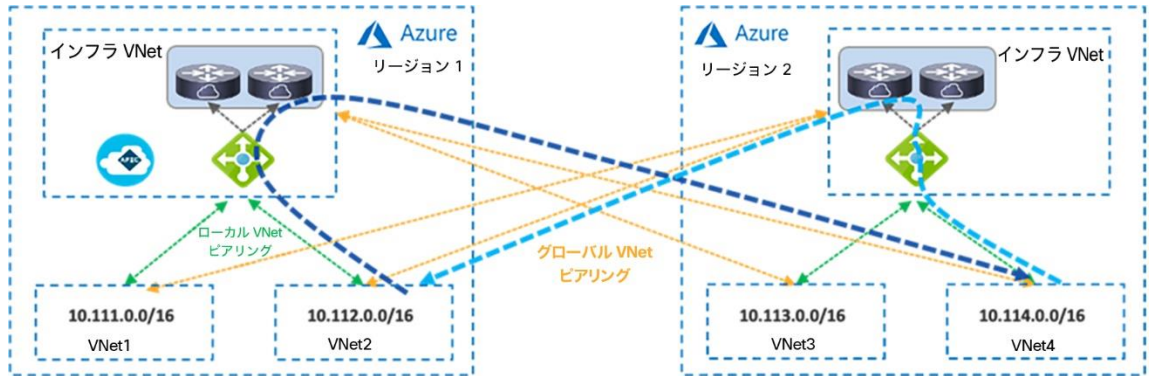 インフラ VNet
Azure
リージョン 1
APIC
ローカル VNet
ピアリング
10.111.0.0/16
VNet1
10.112.0.0/16
VNet2
グローバル VNet
ピアリング
Azure
リージョン 2
インフラ VNet
10.113.0.0/16
VNet3
10.114.0.0/16
VNet4